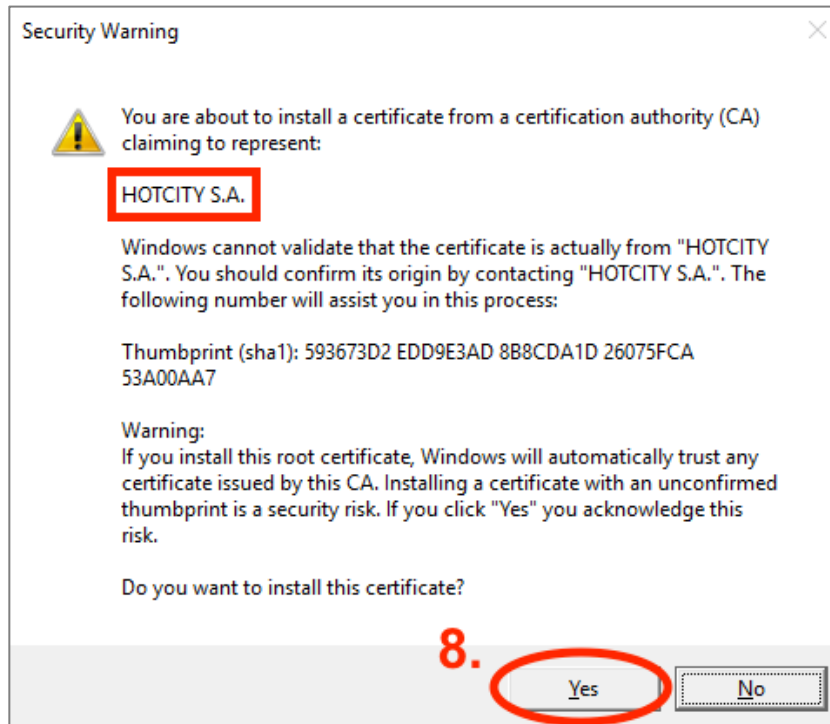 Security Warning
You are about to install a certificate from a certification authority (CA)
claiming to represent:
HOTCITY S.A.
Windows cannot validate that the certificate is actually from "HOTCITY
S.A.". You should confirm its origin by contacting "HOTCITY S.A.". The
following number will assist you in this process:
Thumbprint (sha1): 593673D2 EDD9E3AD 8B8CDA1D 26075FCA
53A00AA7
Warning:
If you install this root certificate, Windows will automatically trust any
certificate issued by this CA. Installing a certificate with an unconfirmed
thumbprint is a security risk. If you click "Yes" you acknowledge this
risk.
Do you want to install this certificate?
8.
Yes No